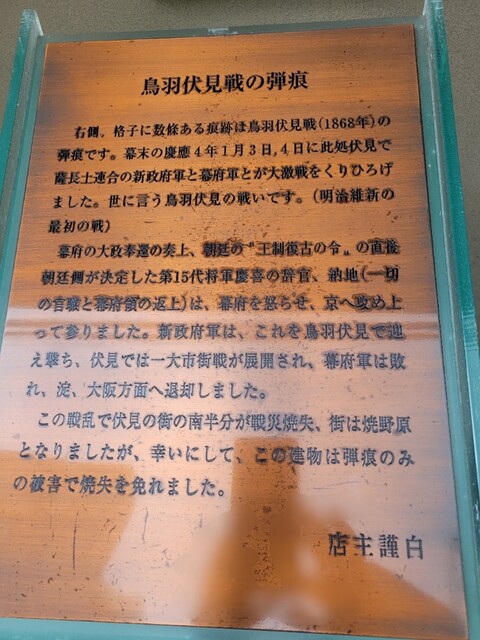 鳥羽伏見戦の弾痕
右側、格子に数條ある痕跡は鳥羽伏見戦(1868年)の
弾痕です。幕末の慶應4年1月3日,4日に此処伏見で
薩長土連合の新政府軍と幕府軍とが大激戦をくりひろげ
ました。世に言う鳥羽伏見の戦いです。(明治維新の
最初の戦)
幕府の大政奉還の奏上、朝廷の〝王制復古の令〟の直後
朝廷側が決定した第15代将軍慶喜の辞官、納地(一切
の官職と幕府領の返上)は、幕府を怒らせ、京へ攻め上
って参りました。新政府軍は、これを鳥羽伏見で迎
え撃ち、伏見では一大市街戦が展開され、幕府軍は敗
れ、淀、大阪方面へ退却しました。
この戦乱で伏見の街の南半分が戦災焼失、街は焼野原
となりましたが、幸いにして、この建物は弾痕のみ
の被害で焼失を免れました。
店主謹白